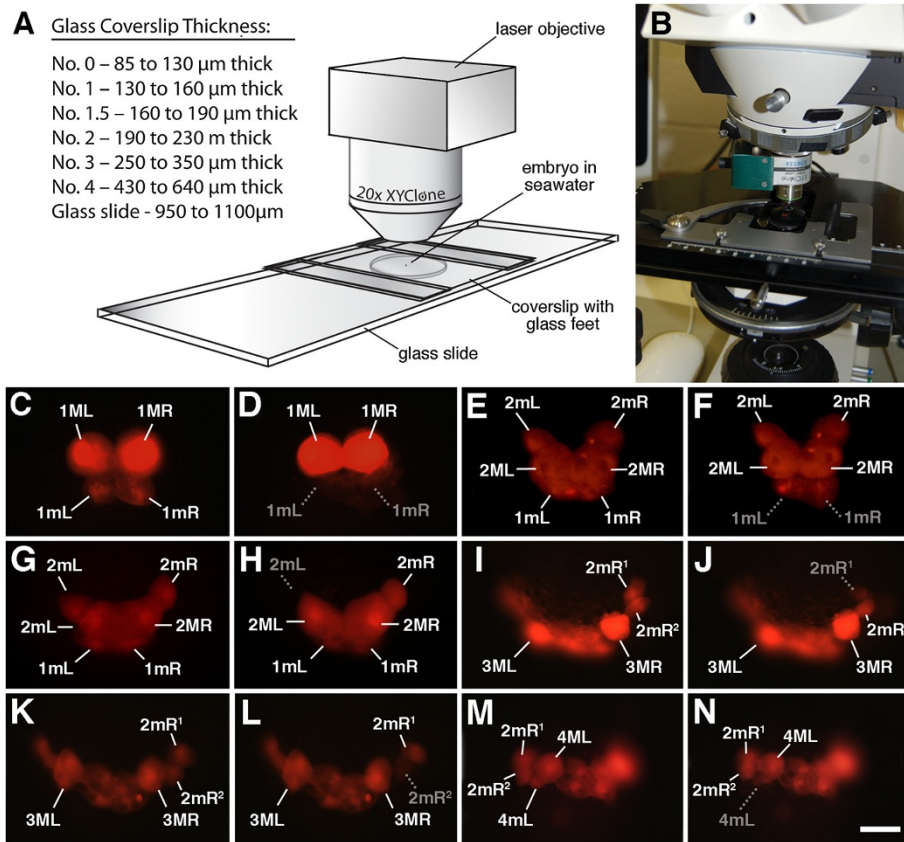 A
Glass Coverslip Thickness:
No. 0 – 85 to 130 µm thick
No. 1 – 130 to 160 µm thick
No. 1.5 – 160 to 190 µm thick
No. 2 – 190 to 230 m thick
No. 3 – 250 to 350 µm thick
No. 4 – 430 to 640 µm thick
Glass slide - 950 to 1100µm
laser objective
embryo in
seawater
20x XYClone
coverslip with
glass feet
glass slide
B
C
1ML 1MR
1mL 1mR
D
1ML 1MR
1mL 1mR
E
2mL 2mR
2ML 2MR
1mL 1mR
F
2mL 2mR
2ML 2MR
1mL 1mR
G
2mL 2mR
2mL 2MR
1mL 1mR
H
2mL 2mR
2ML 2MR
1mL 1mR
I
2mR¹
2mR²
3ML 3MR
J
2mR¹
2mR
3ML 3MR
K
2mR¹
2mR²
3ML 3MR
L
2mR¹
2mR²
3ML 3MR
M
2mR¹ 4ML
2mR²
4mL
N
2mR¹ 4ML
2mR²
4mL